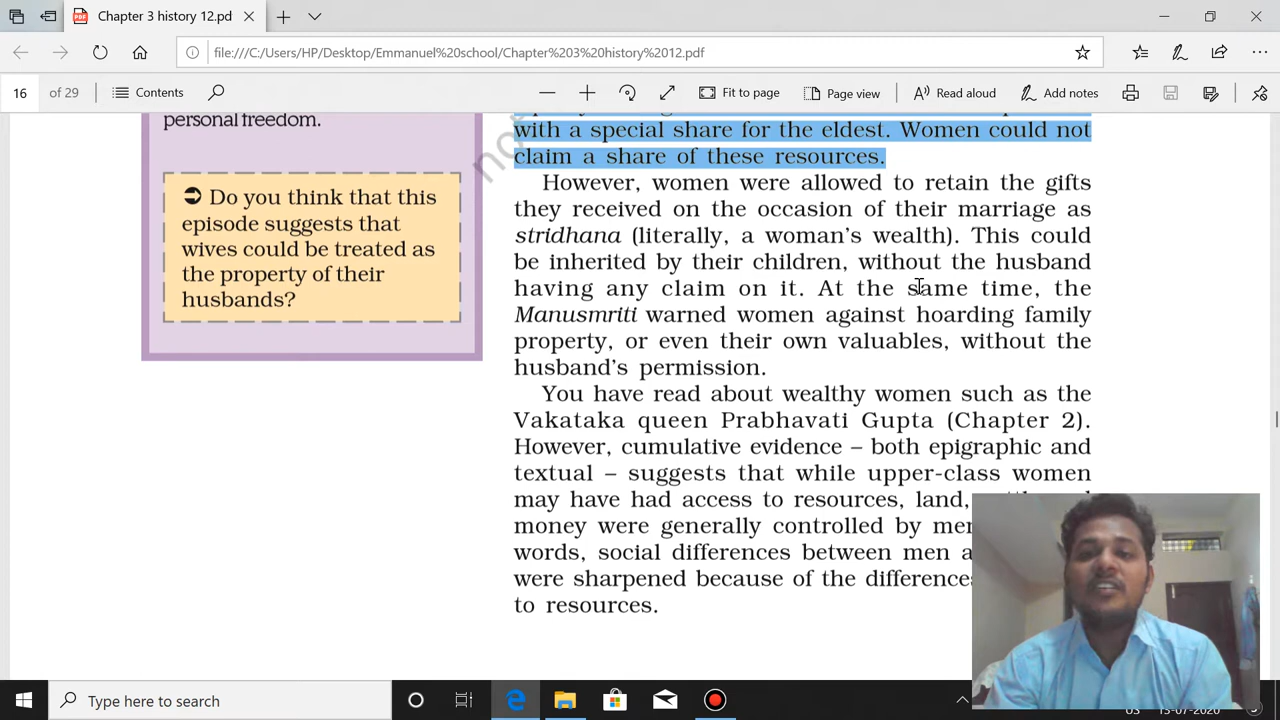 Chapter 3 history 12.pdf
file:///C:/Users/HP/Desktop/Emmanuel%20school/Chapter%203%20history%2012.pdf
16 of 29 Contents Fit to page Page view Read aloud Add notes
personal freedom.
Do you think that this
episode suggests that
wives could be treated as
the property of their
husbands?
with a special share for the eldest. Women could not
claim a share of these resources.
However, women were allowed to retain the gifts
they received on the occasion of their marriage as
stridhana (literally, a woman's wealth). This could
be inherited by their children, without the husband
having any claim on it. At the same time, the
Manusmriti warned women against hoarding family
property, or even their own valuables, without the
husband's permission.
You have read about wealthy women such as the
Vakataka queen Prabhavati Gupta (Chapter 2).
However, cumulative evidence – both epigraphic and
textual – suggests that while upper-class women
may have had access to resources, land,
money were generally controlled by
words, social differences between men
were sharpened because of the
to resources.
not
Type here to search
US 13-07-2020